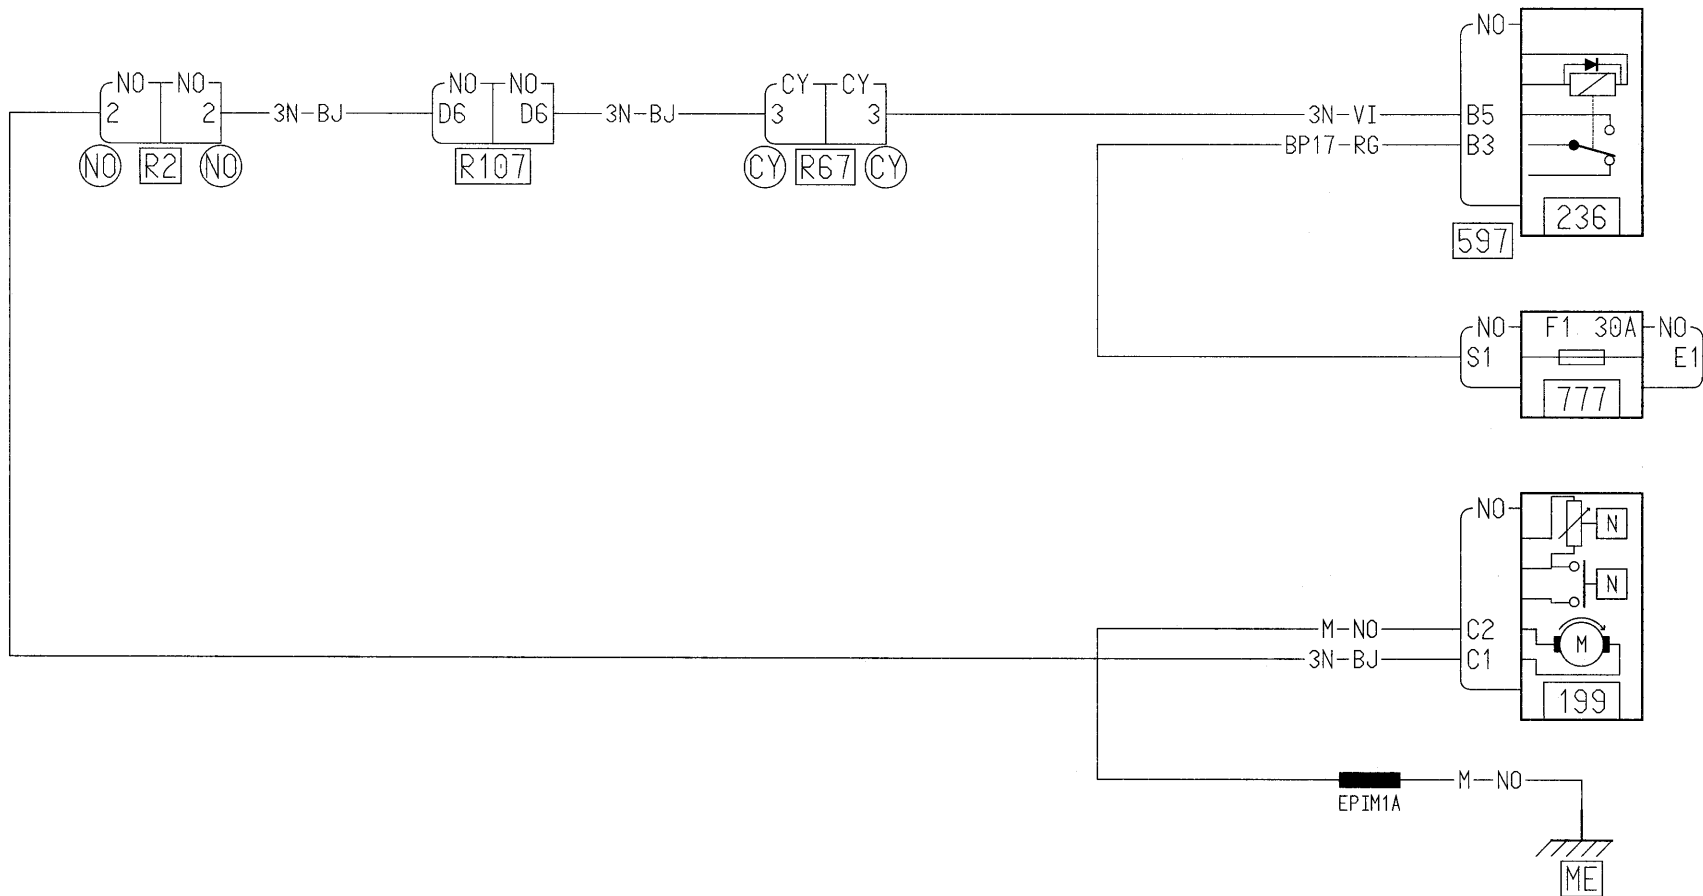 NO
NO NO
2 2
3N-BJ
NO NO
D6 D6
3N-BJ
CY CY
3 3
3N-VI
B5
BP17-RG
B3
NO R2 NO
R107
CY R67 CY
236
597
NO F1 30A NO
S1 E1
777
NO
N
N
M-NO C2
M
3N-BJ C1
199
M-NO
EPIM1A
ME